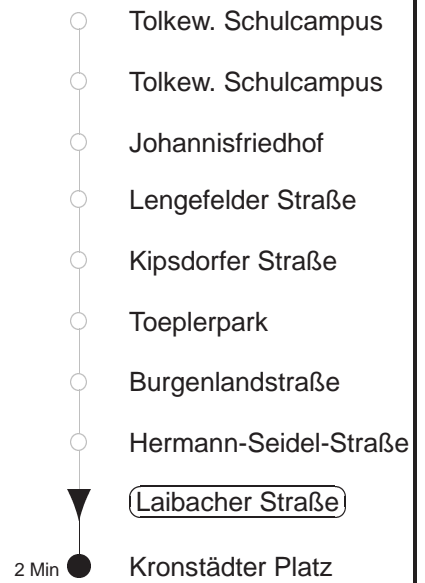 Tolkew. Schulcampus
Tolkew. Schulcampus
Johannisfriedhof
Lengefelder Straße
Kipsdorfer Straße
Toeplerpark
Burgenlandstraße
Hermann-Seidel-Straße
Laibacher Straße
2 Min Kronstädter Platz